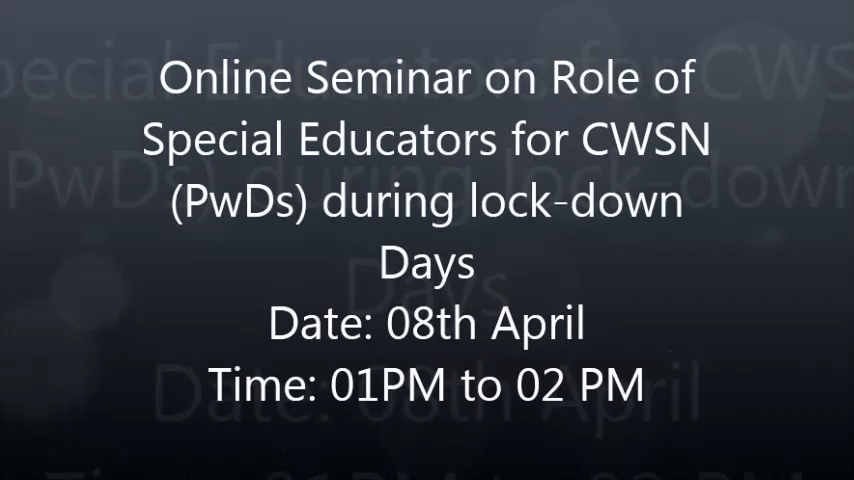 Online Seminar on Role of
Special Educators for CWSN
(PwDs) during lock-down
Days
Date: 08th April
Time: 01PM to 02 PM